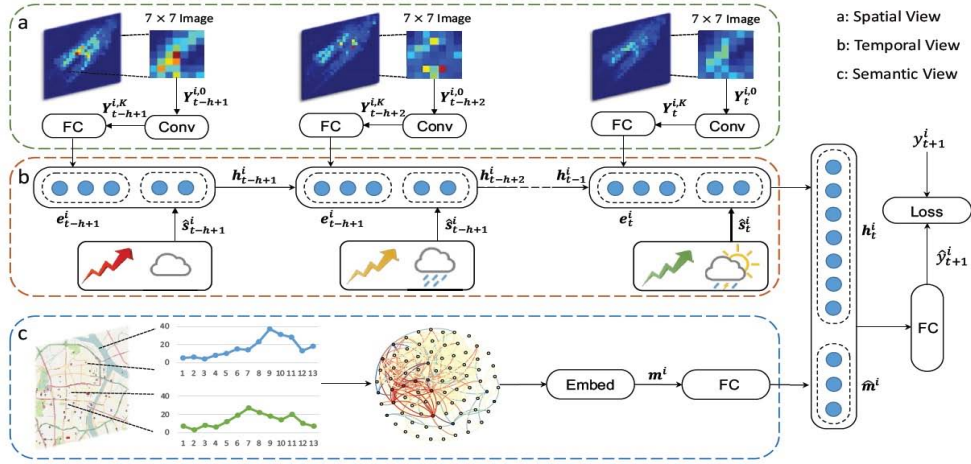 a
7 × 7 Image
7 × 7 Image
7 × 7 Image
a: Spatial View
b: Temporal View
c: Semantic View
Y^{i,0}_{t-h+1}
Y^{i,0}_{t-h+2}
Y^{i,0}_{t}
Y^{i,K}_{t-h+1}
Y^{i,K}_{t-h+2}
Y^{i,K}_{t}
FC
Conv
FC
Conv
FC
Conv
b
h^{i}_{t-h+1}
h^{i}_{t-h+2}
h^{i}_{t-1}
e^{i}_{t-h+1}
ŝ^{i}_{t-h+1}
e^{i}_{t-h+1}
ŝ^{i}_{t-h+1}
e^{i}_{t}
ŝ^{i}_{t}
y^{i}_{t+1}
Loss
h^{i}_{t}
ŷ^{i}_{t+1}
FC
m̂^{i}
c
40
20
0
1 2 3 4 5 6 7 8 9 10 11 12 13
40
20
0
1 2 3 4 5 6 7 8 9 10 11 12 13
Embed
m^{i}
FC